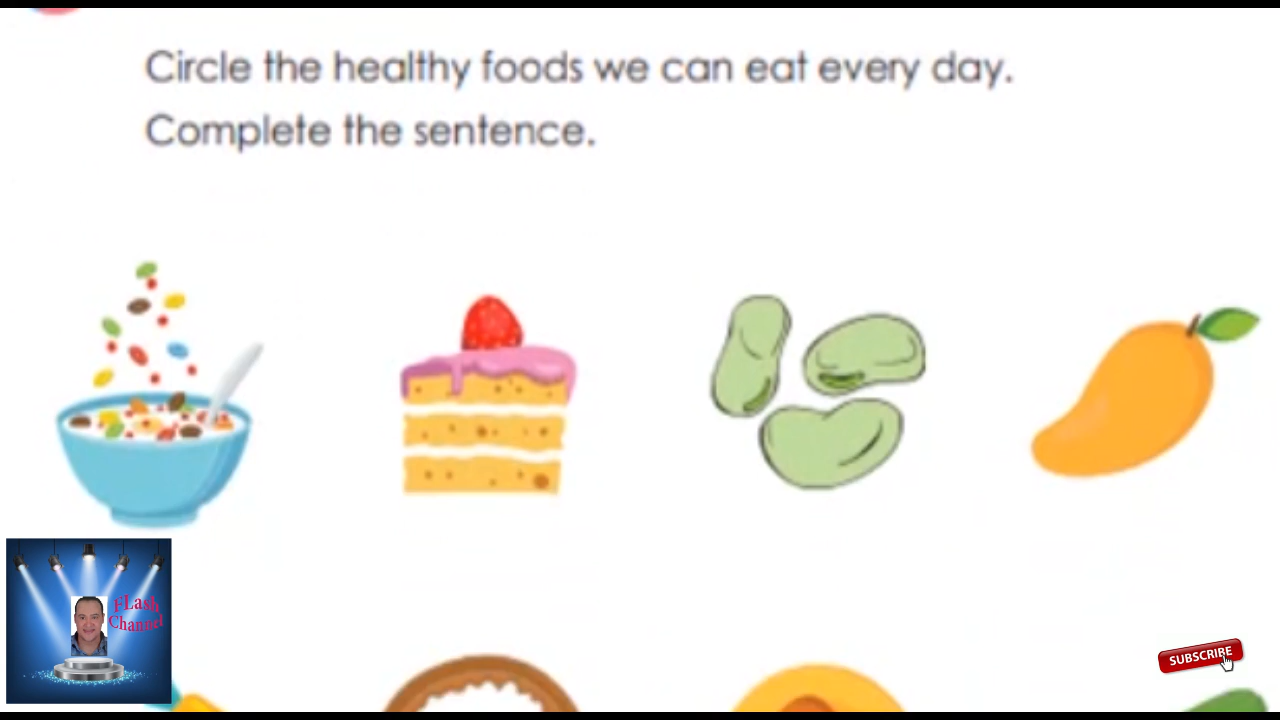 Circle the healthy foods we can eat every day.
Complete the sentence.
FLash
Channel
SUBSCRIBE